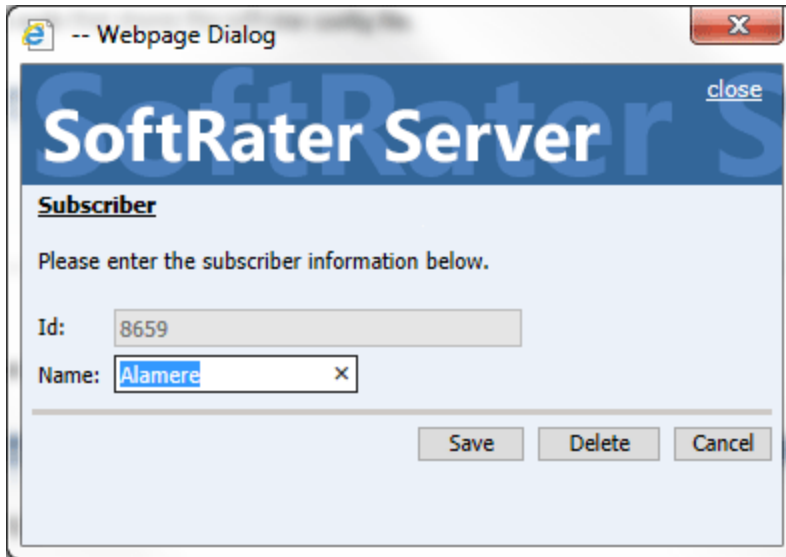 -- Webpage Dialog
close
SoftRater Server
Subscriber
Please enter the subscriber information below.
Id: 8659
Name: Alamere
Save Delete Cancel